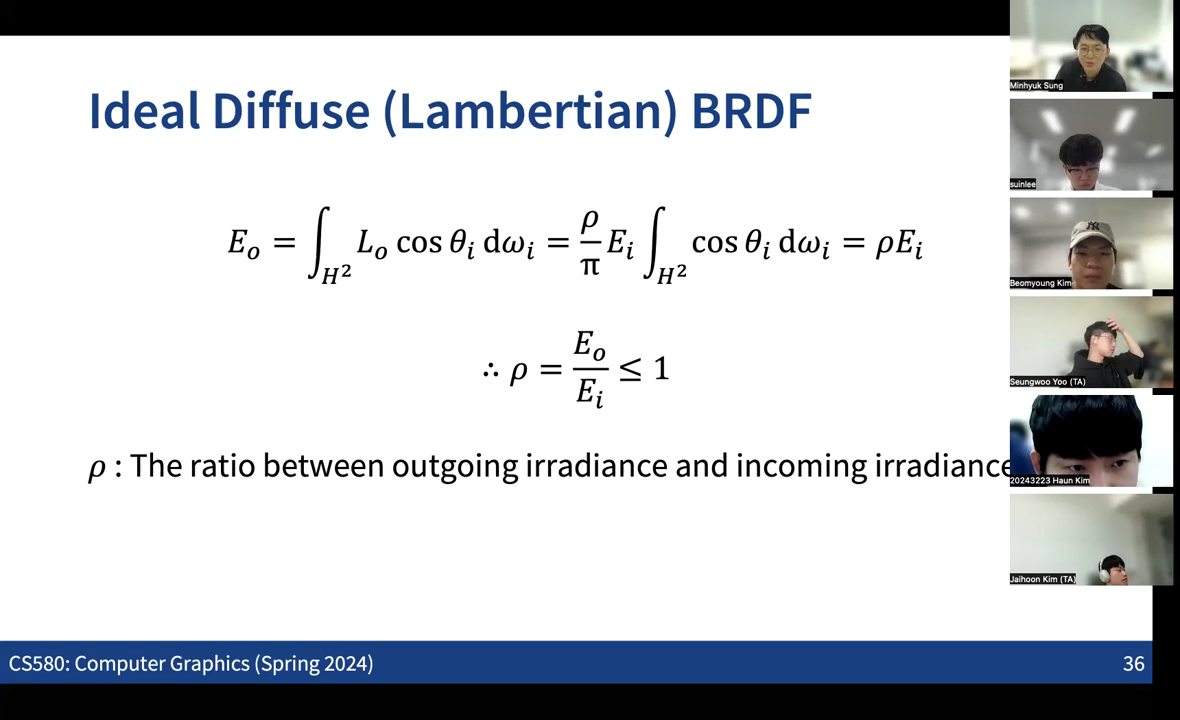 Ideal Diffuse (Lambertian) BRDF
E_o = ∫_{H²} L_o cos θ_i dω_i = ρ/π E_i ∫_{H²} cos θ_i dω_i = ρE_i
∴ ρ = E_o/E_i ≤ 1
ρ : The ratio between outgoing irradiance and incoming irradiance
CS580: Computer Graphics (Spring 2024)
36
Minhyuk Sung
suinlee
Beomyoung Kim
Seungwoo Yoo (TA)
20243223 Haun Kim
Jaihoon Kim (TA)